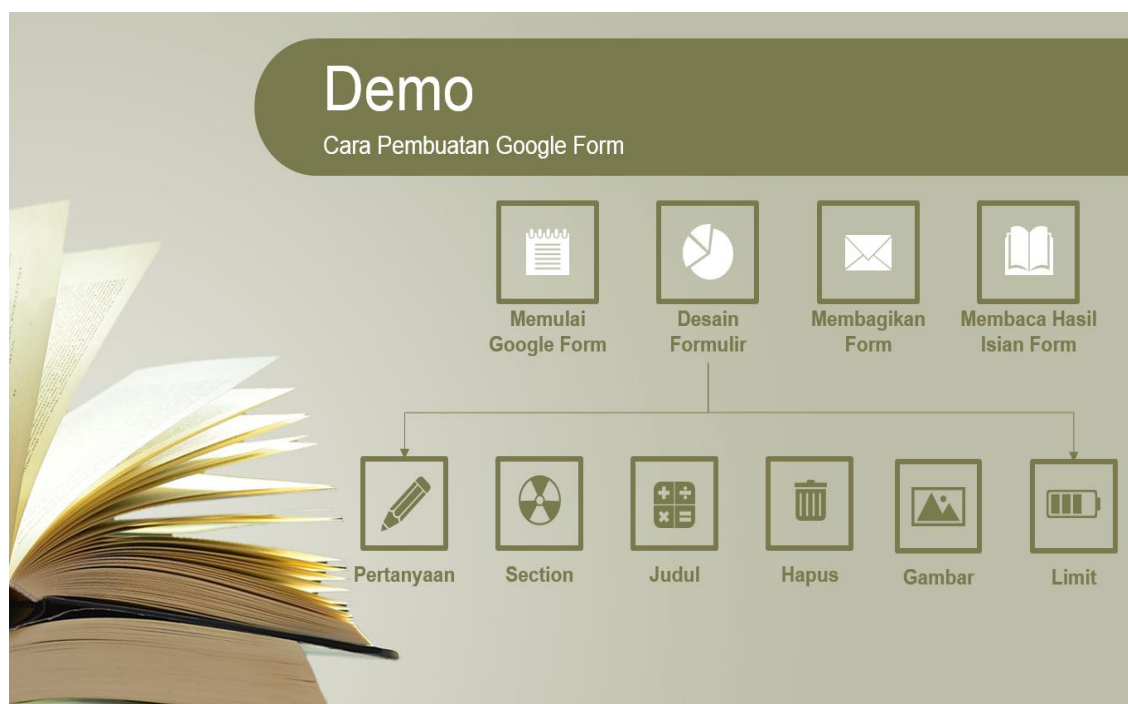 Demo
Cara Pembuatan Google Form
Memulai
Google Form
Desain
Formulir
Membagikan
Form
Membaca Hasil
Isian Form
Pertanyaan
Section
Judul
Hapus
Gambar
Limit